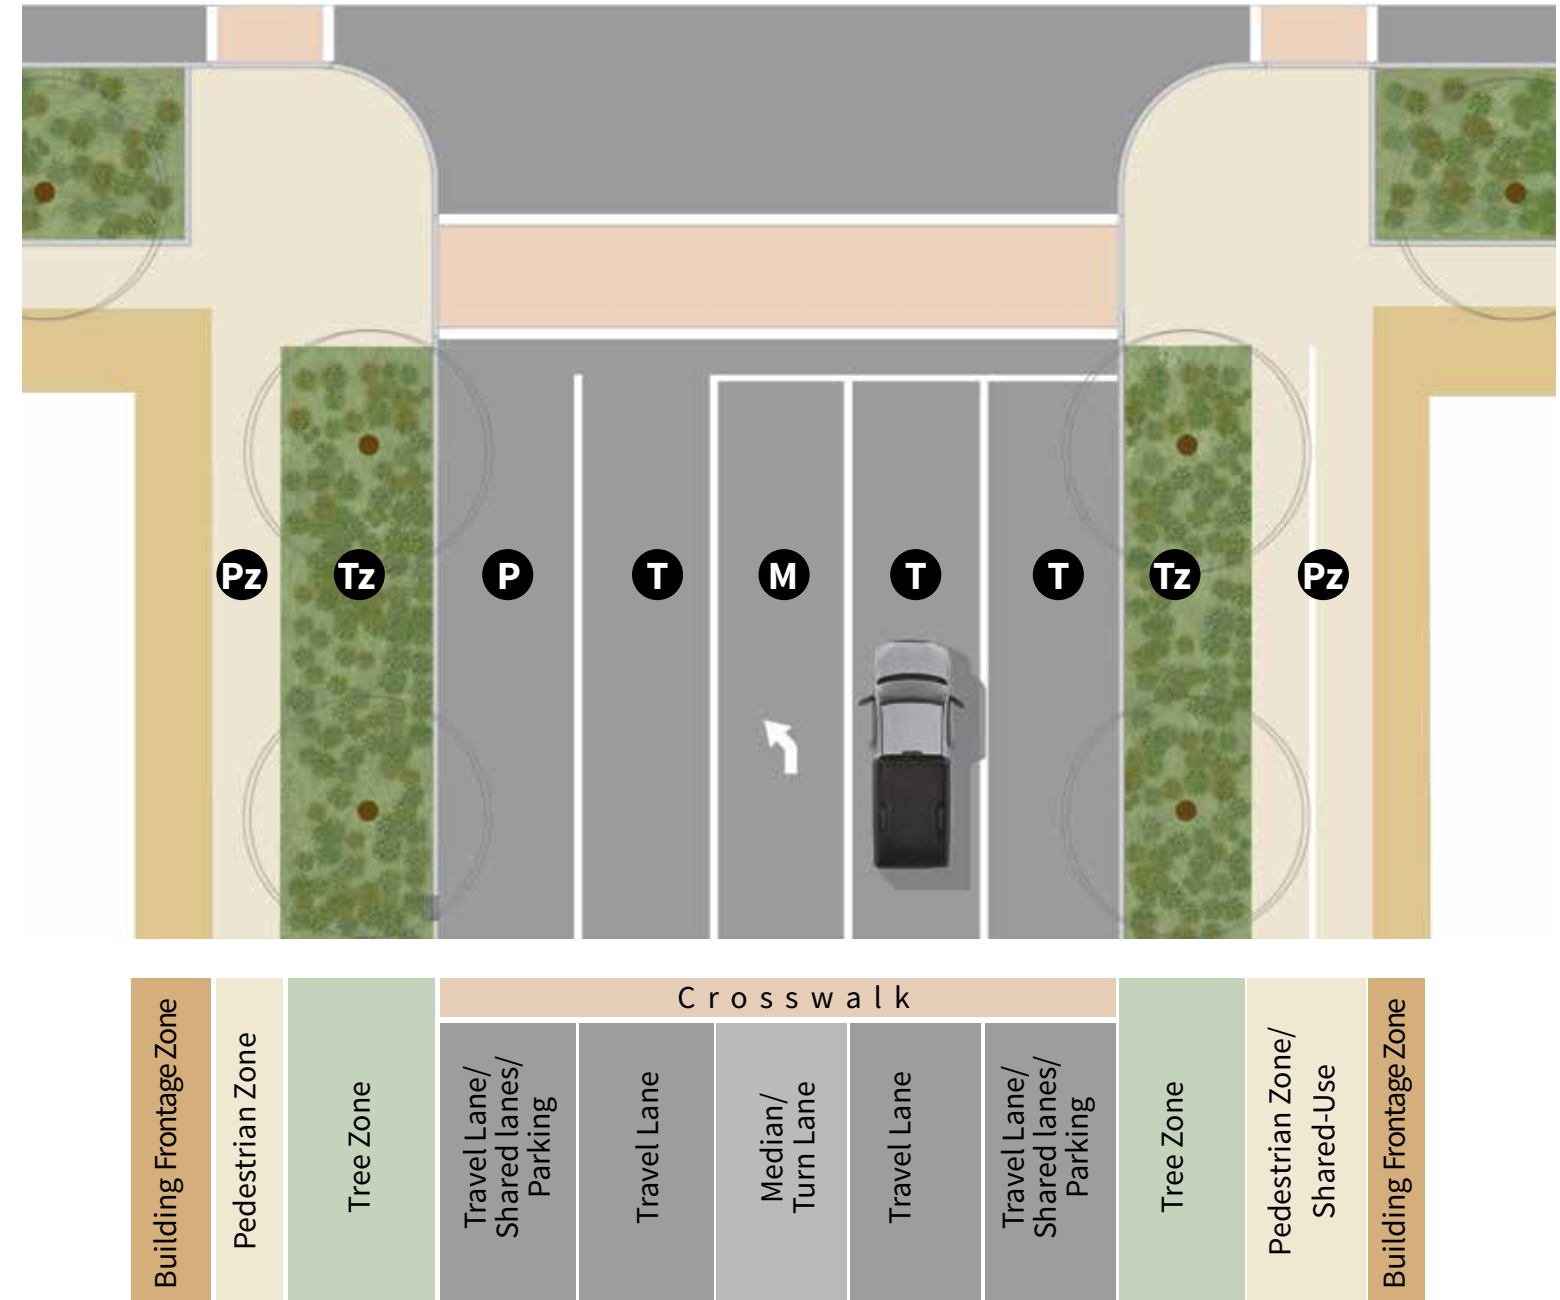 Pz Tz P T M T T Tz Pz
Crosswalk
Building Frontage Zone
Pedestrian Zone
Tree Zone
Travel Lane/
Shared lanes/
Parking
Travel Lane
Median/
Turn Lane
Travel Lane
Travel Lane/
Shared lanes/
Parking
Tree Zone
Pedestrian Zone/
Shared-Use
Building Frontage Zone